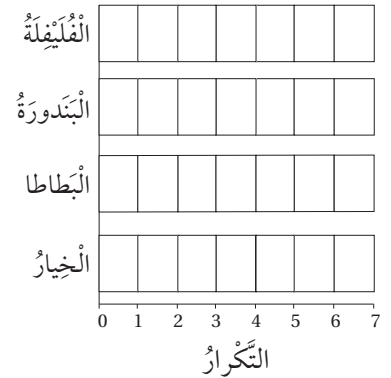 الْفُلَيْفِلَةُ
الْبَنَدورَةُ
الْبَطاطا
الْخِيارُ
0 1 2 3 4 5 6 7
التَّكْرارُ